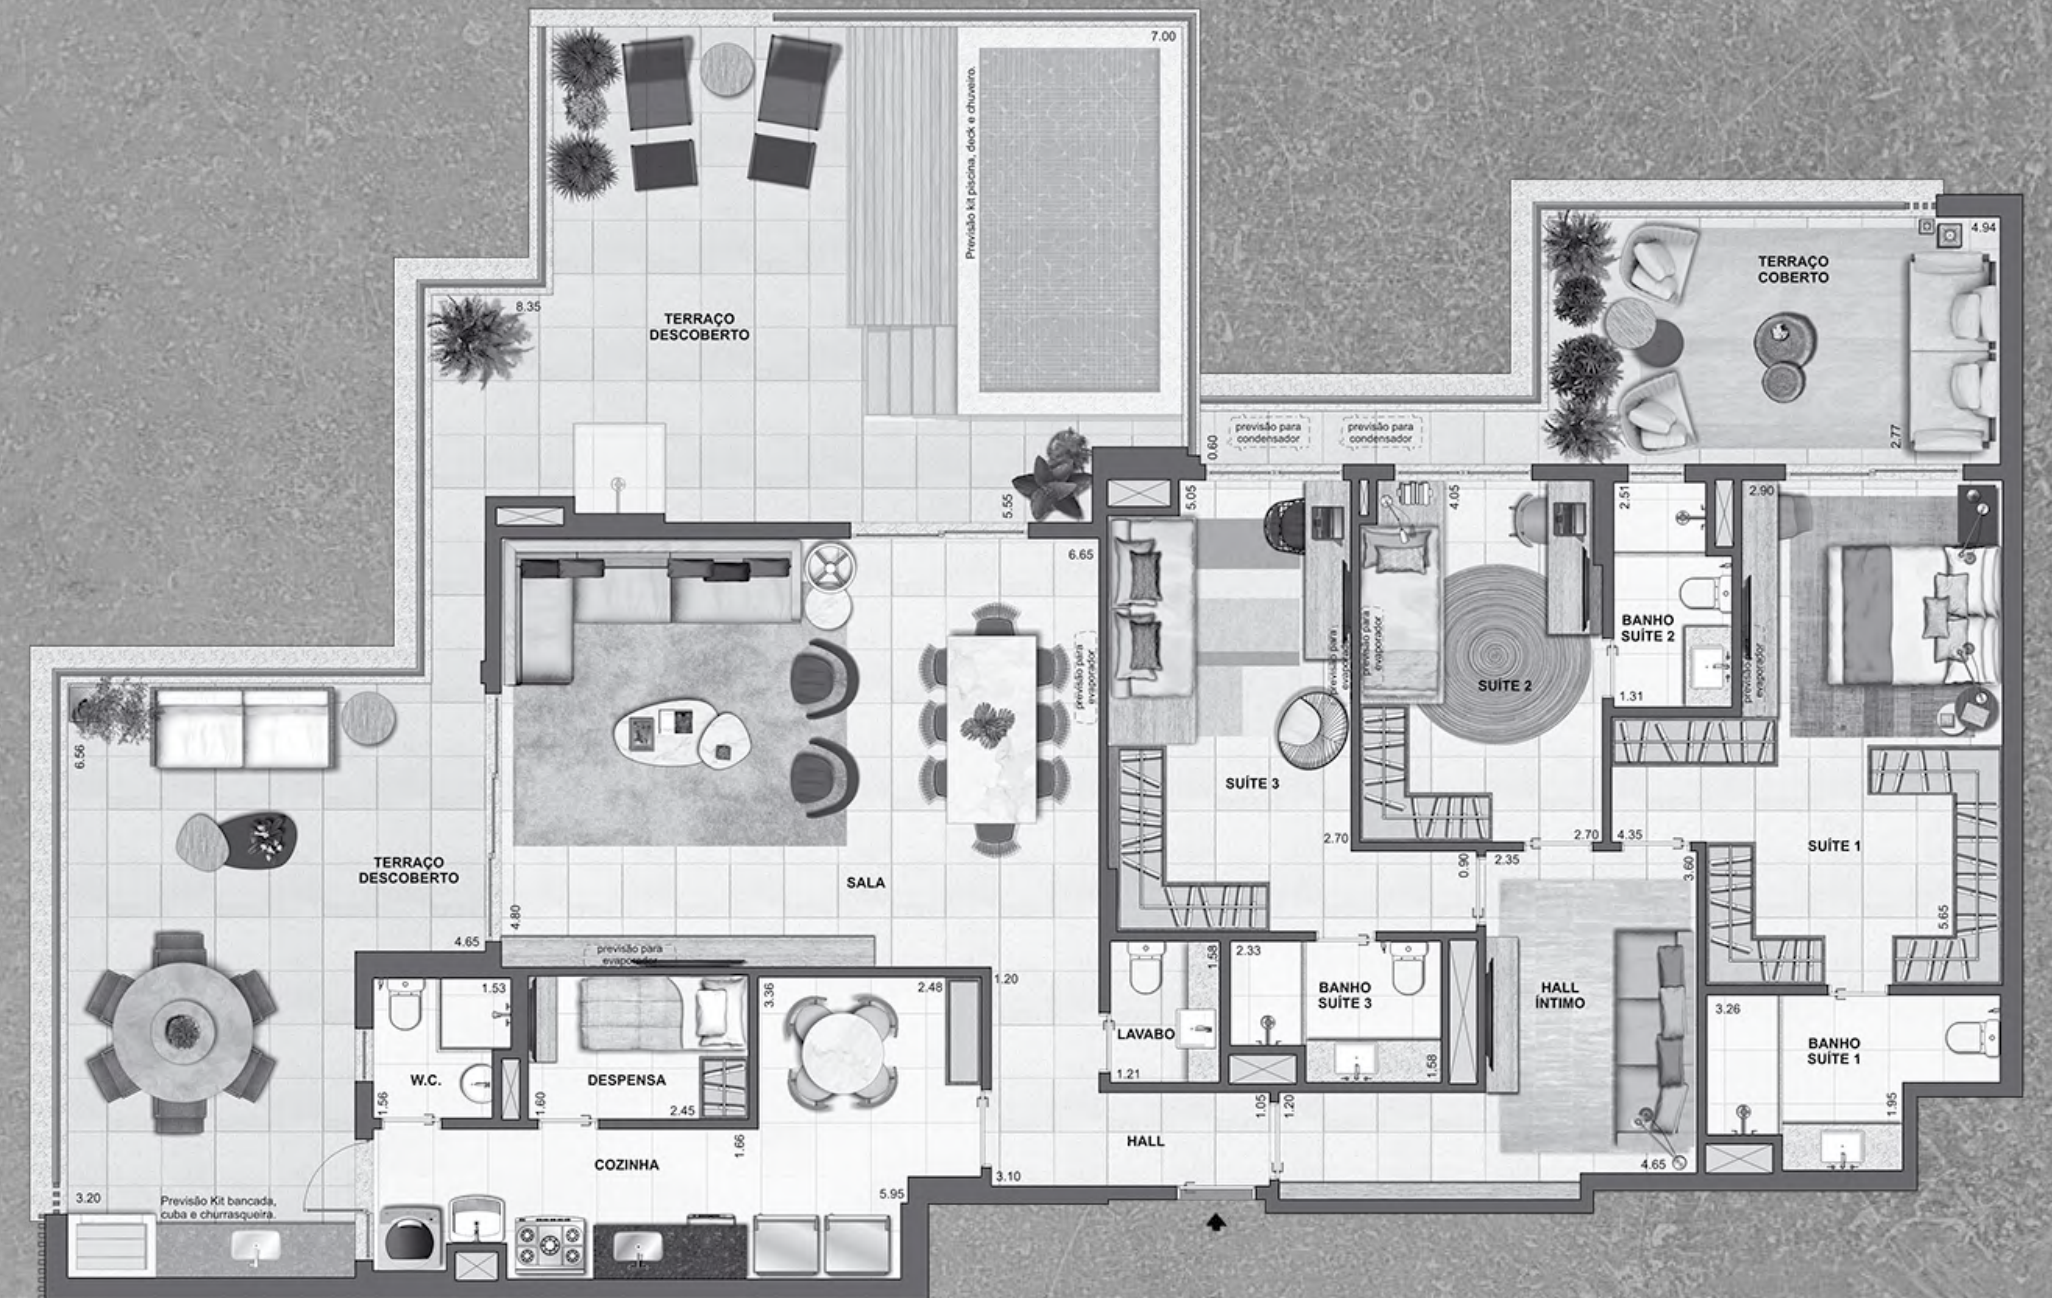 7.00
Previsão kit piscina, deck e chuveiro.
8.35
TERRAÇO
DESCOBERTO
4.94
TERRAÇO
COBERTO
2.77
previsão para
condensador
previsão para
condensador
0.60
5.55
5.05
4.05
2.51
2.90
6.65
previsão para
evaporador
previsão para
evaporador
previsão para
evaporador
previsão para
evaporador
BANHO
SUÍTE 2
1.31
SUÍTE 2
6.56
SUÍTE 3
2.70
2.70
4.35
SUÍTE 1
0.90
2.35
3.60
TERRAÇO
DESCOBERTO
SALA
4.80
4.65
5.65
previsão para
evaporador
1.58
2.33
1.20
1.53
3.36
2.48
BANHO
SUÍTE 3
HALL
ÍNTIMO
3.26
LAVABO
BANHO
SUÍTE 1
W.C.
DESPENSA
1.21
1.58
1.56
1.60
2.45
1.05
1.20
1.95
1.66
HALL
COZINHA
4.65
3.10
3.20
Previsão Kit bancada,
cuba e churrasqueira.
5.95